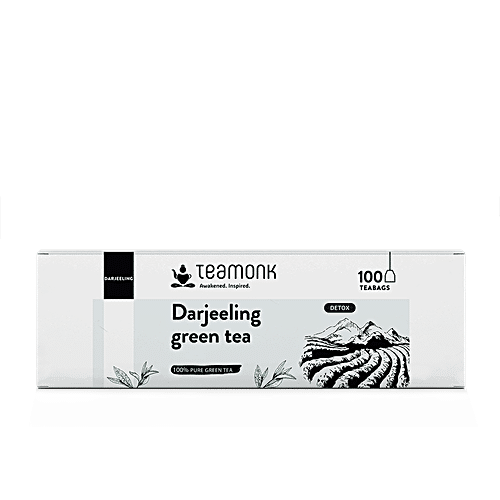 DARJEELING
Teamonk
Awakened. Inspired.
100
TEABAGS
Darjeeling
green tea
DETOX
100% PURE GREEN TEA